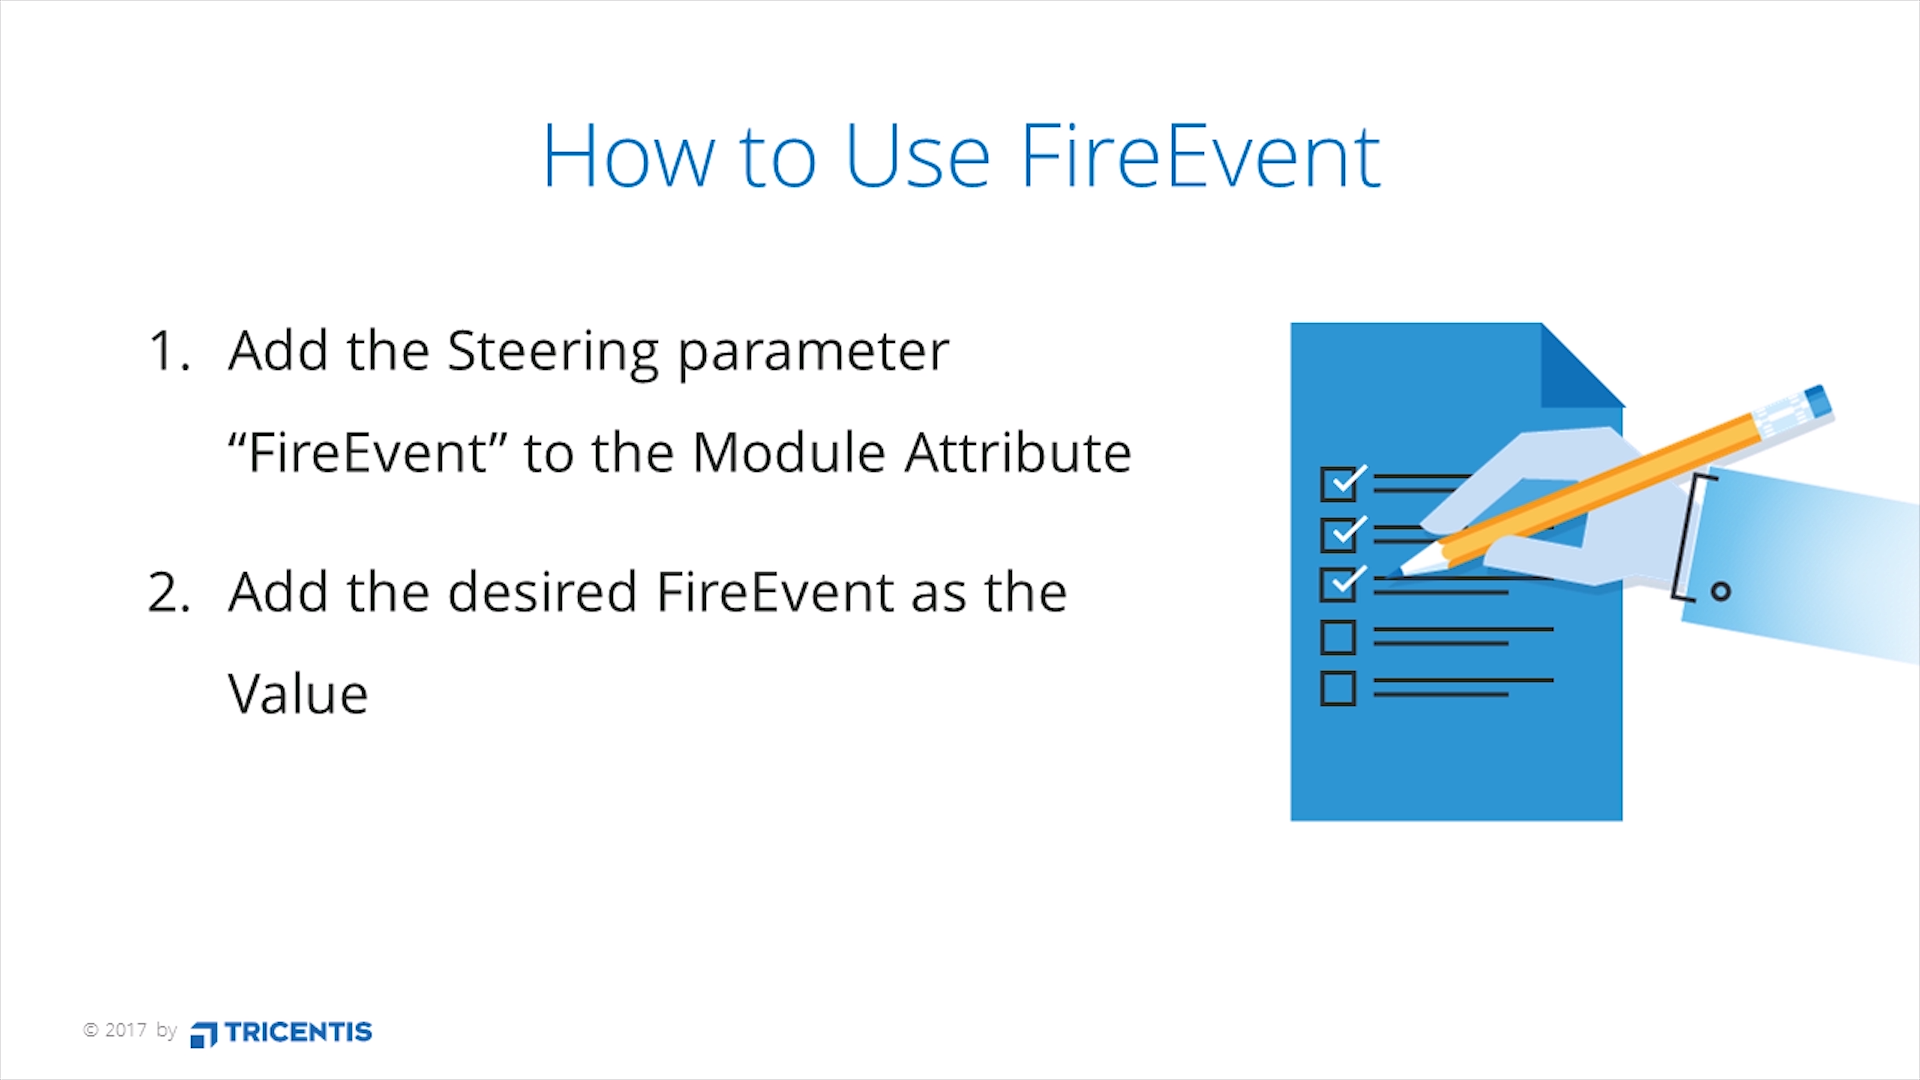 How to Use FireEvent
1. Add the Steering parameter
“FireEvent” to the Module Attribute
2. Add the desired FireEvent as the
Value
© 2017 by TRICENTIS